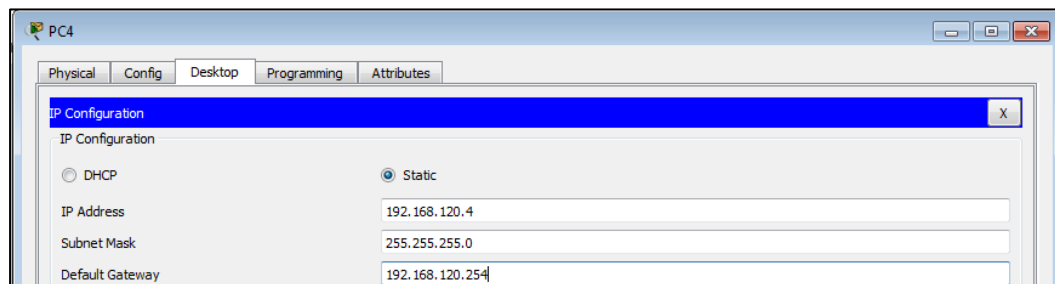 PC4
Physical Config Desktop Programming Attributes
IP Configuration X
IP Configuration
DHCP Static
IP Address 192.168.120.4
Subnet Mask 255.255.255.0
Default Gateway 192.168.120.254